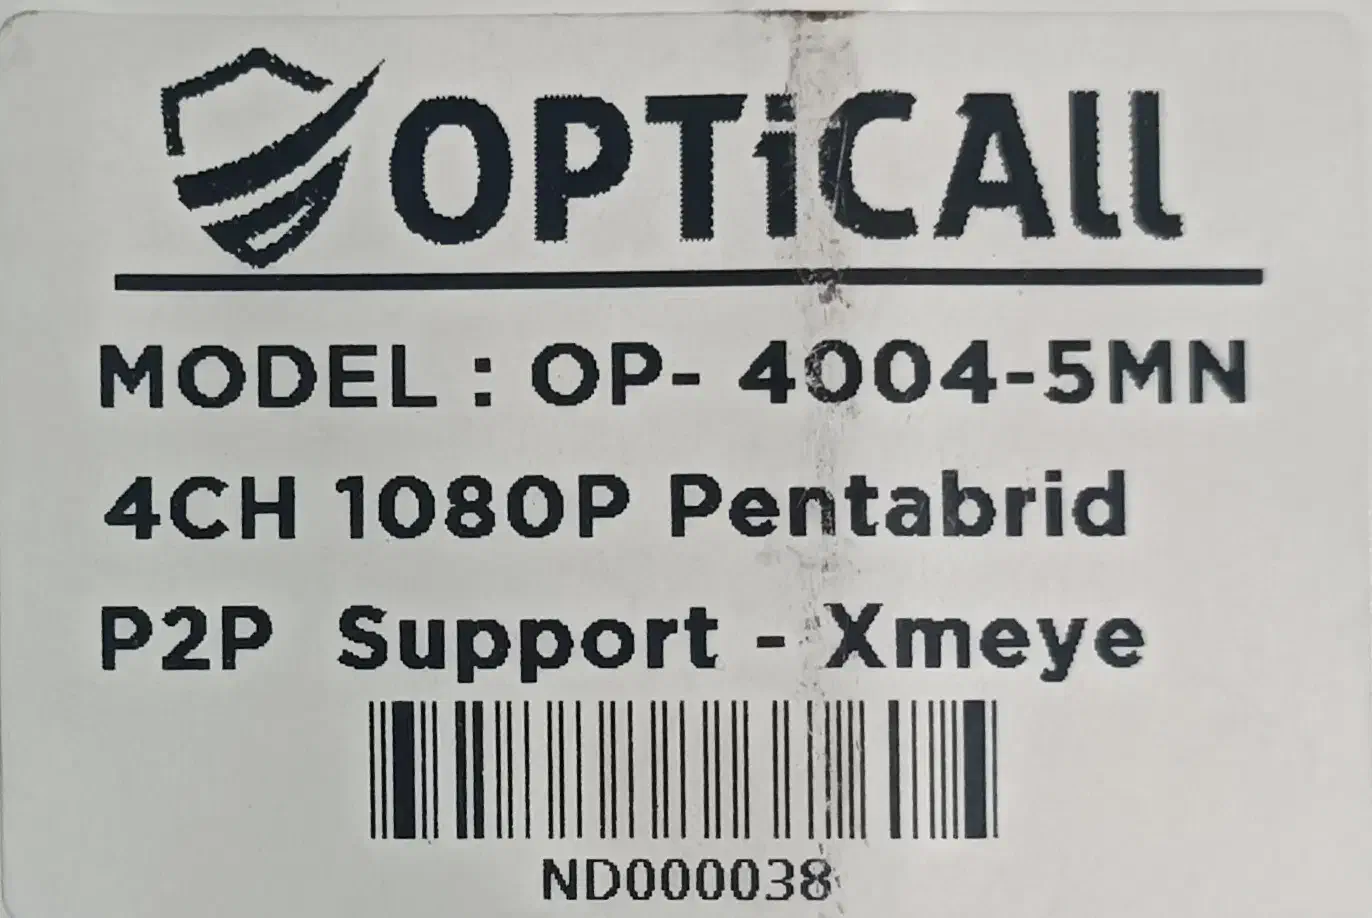 OPTiCAll
MODEL : OP- 4004-5MN
4CH 1080P Pentabrid
P2P Support - Xmeye
ND000038